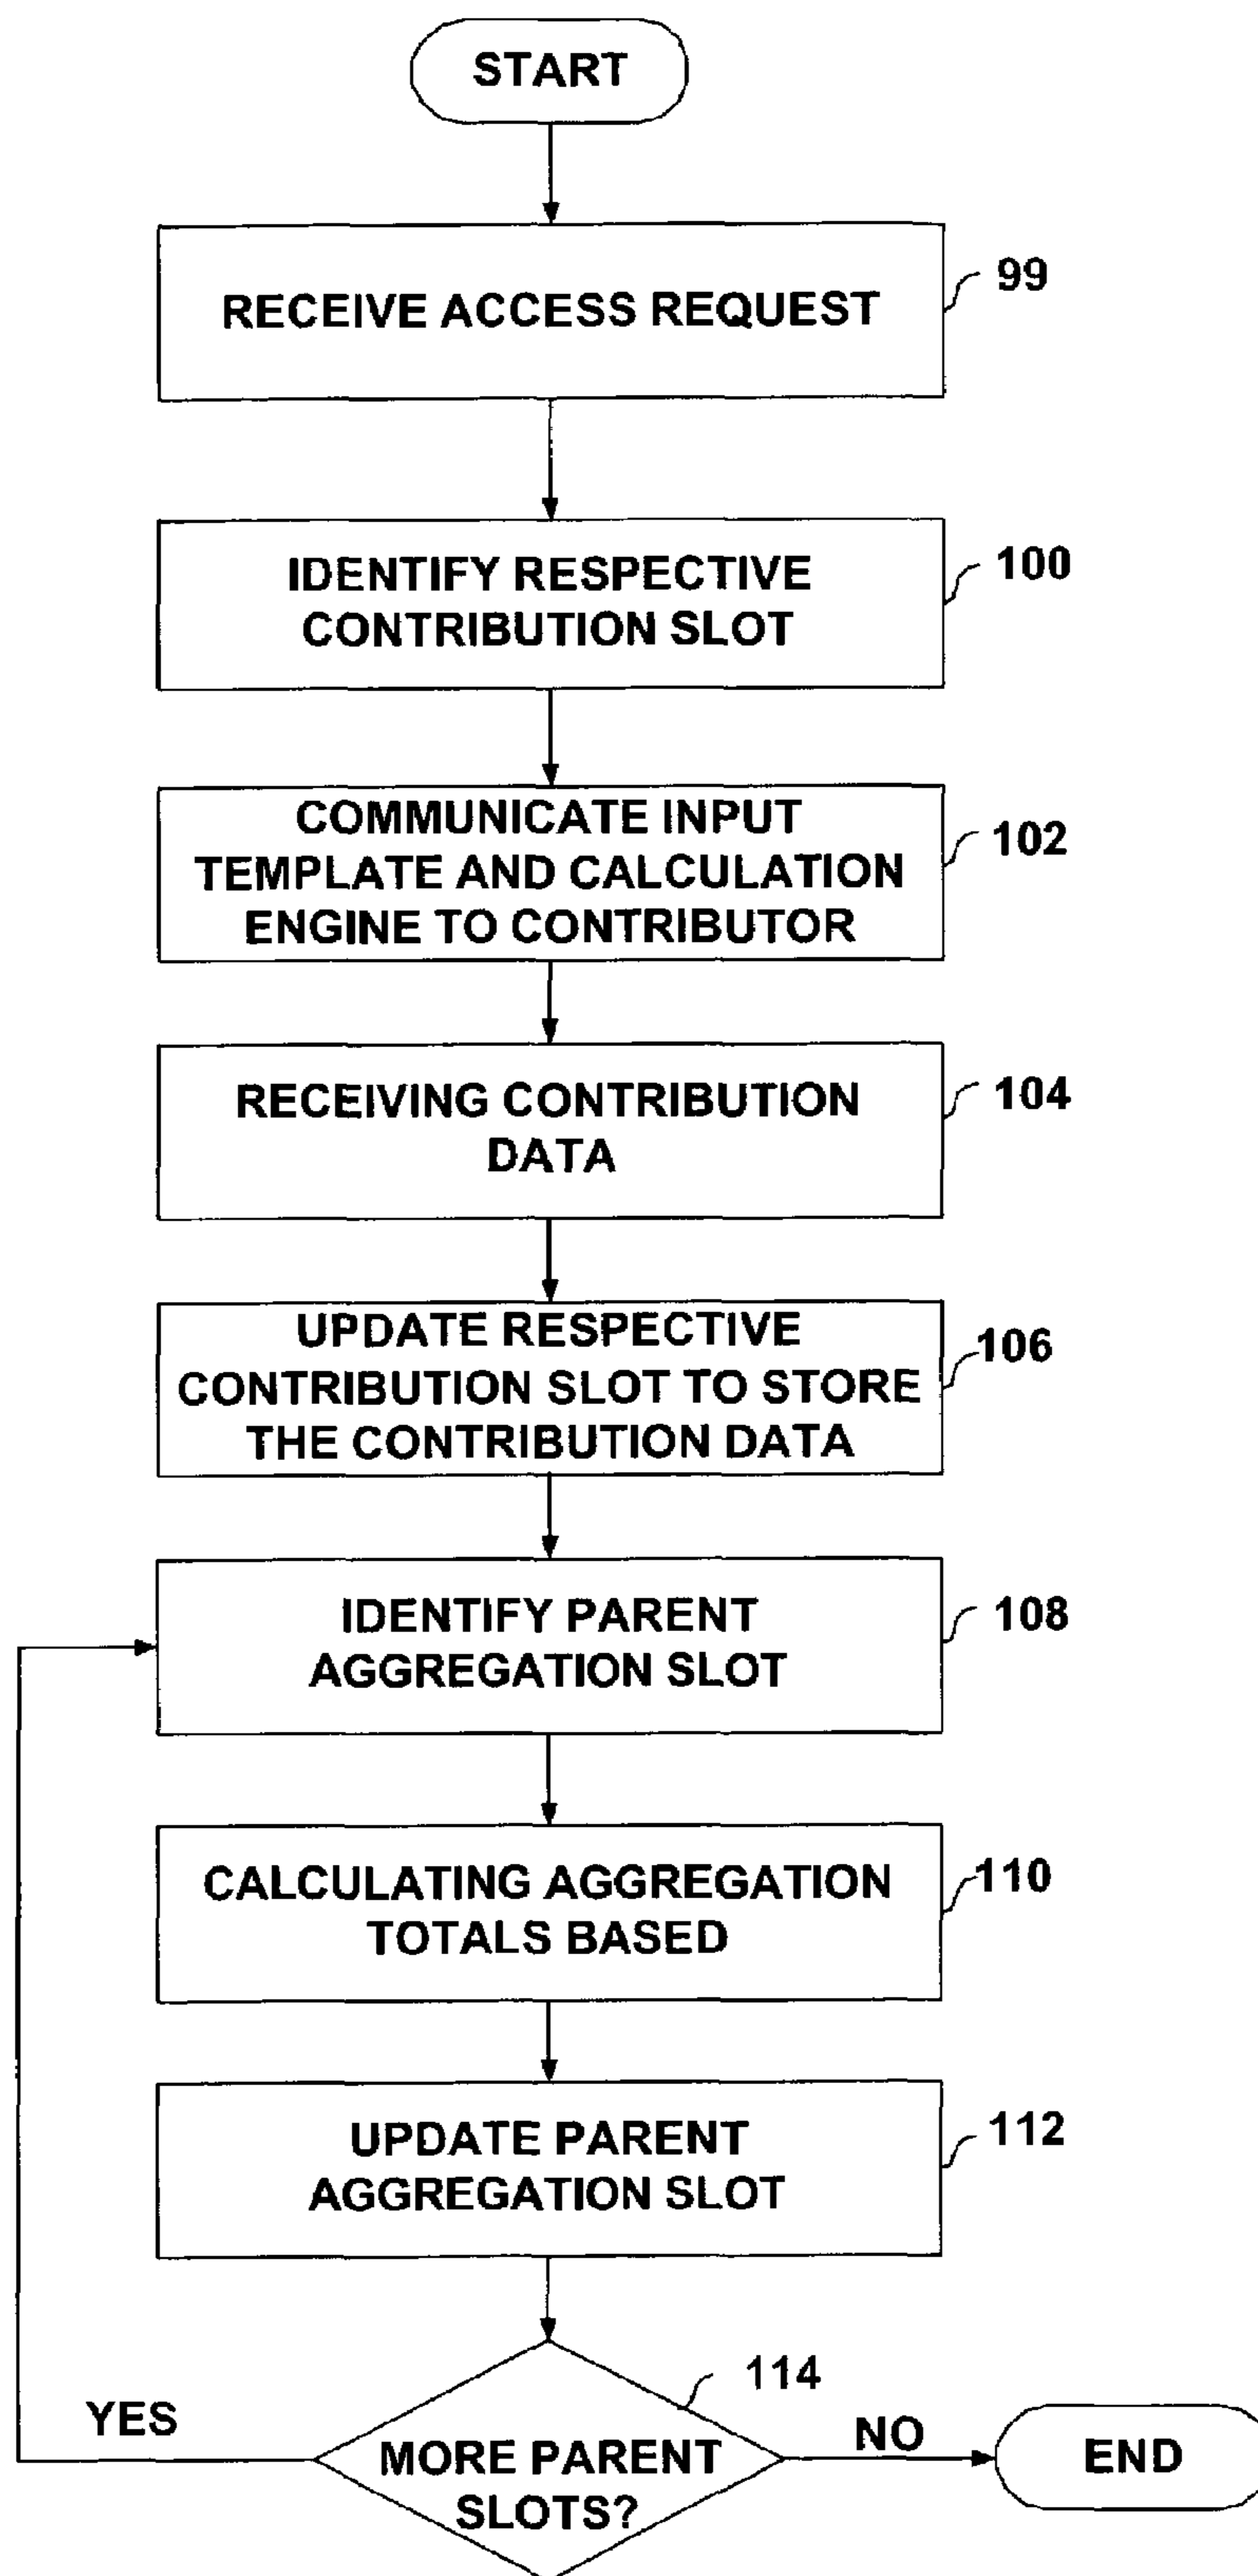 START
RECEIVE ACCESS REQUEST
99
IDENTIFY RESPECTIVE
CONTRIBUTION SLOT
100
COMMUNICATE INPUT
TEMPLATE AND CALCULATION
ENGINE TO CONTRIBUTOR
102
RECEIVING CONTRIBUTION
DATA
104
UPDATE RESPECTIVE
CONTRIBUTION SLOT TO STORE
THE CONTRIBUTION DATA
106
IDENTIFY PARENT
AGGREGATION SLOT
108
CALCULATING AGGREGATION
TOTALS BASED
110
UPDATE PARENT
AGGREGATION SLOT
112
114
YES
MORE PARENT
SLOTS?
NO
END